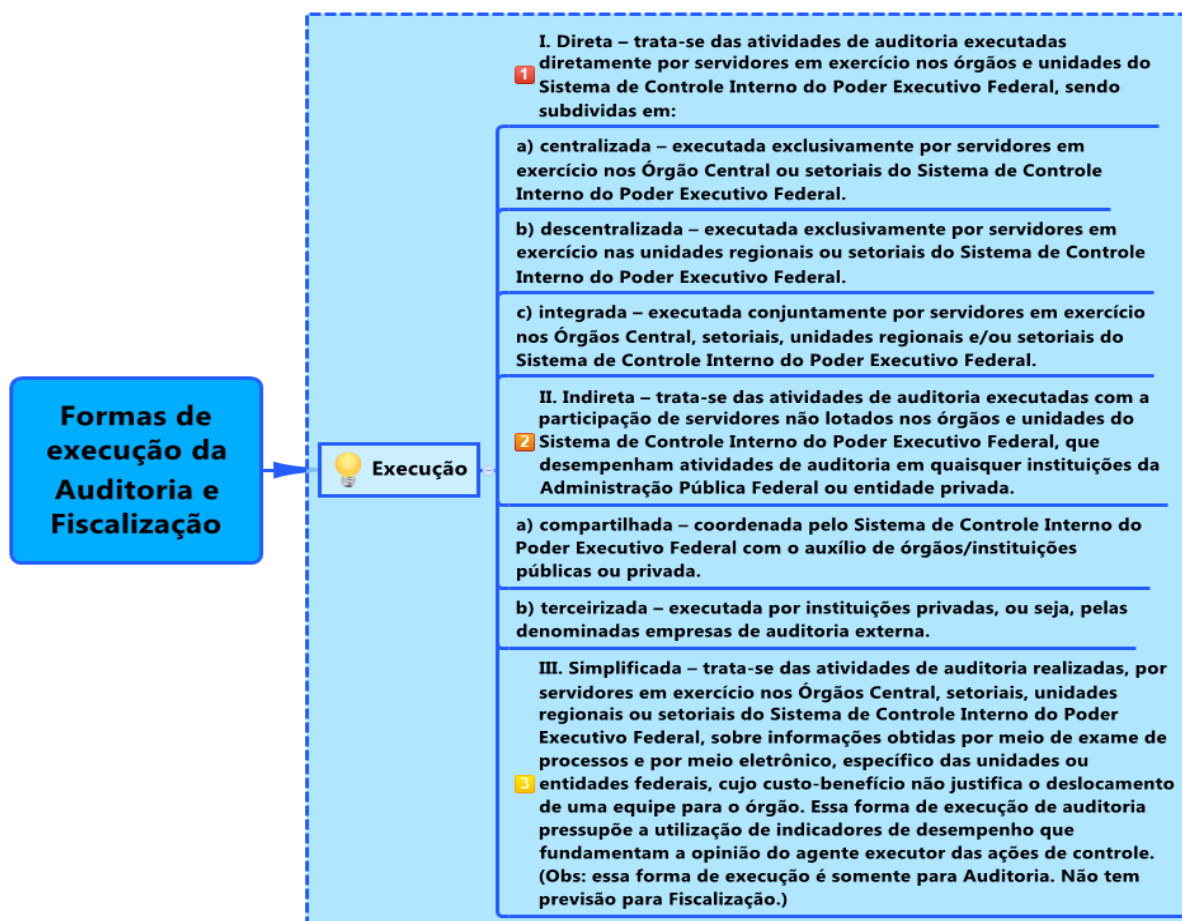 Formas de
execução da
Auditoria e
Fiscalização
Execução
I. Direta – trata-se das atividades de auditoria executadas
1 diretamente por servidores em exercício nos órgãos e unidades do
Sistema de Controle Interno do Poder Executivo Federal, sendo
subdividas em:
a) centralizada – executada exclusivamente por servidores em
exercício nos Órgão Central ou setoriais do Sistema de Controle
Interno do Poder Executivo Federal.
b) descentralizada – executada exclusivamente por servidores em
exercício nas unidades regionais ou setoriais do Sistema de Controle
Interno do Poder Executivo Federal.
c) integrada – executada conjuntamente por servidores em exercício
nos Órgãos Central, setoriais, unidades regionais e/ou setoriais do
Sistema de Controle Interno do Poder Executivo Federal.
II. Indireta – trata-se das atividades de auditoria executadas com a
participação de servidores não lotados nos órgãos e unidades do
2 Sistema de Controle Interno do Poder Executivo Federal, que
desempenham atividades de auditoria em quaisquer instituições da
Administração Pública Federal ou entidade privada.
a) compartilhada – coordenada pelo Sistema de Controle Interno do
Poder Executivo Federal com o auxílio de órgãos/instituições
públicas ou privada.
b) terceirizada – executada por instituições privadas, ou seja, pelas
denominadas empresas de auditoria externa.
III. Simplificada – trata-se das atividades de auditoria realizadas, por
servidores em exercício nos Órgãos Central, setoriais, unidades
regionais ou setoriais do Sistema de Controle Interno do Poder
Executivo Federal, sobre informações obtidas por meio de exame de
processos e por meio eletrônico, específico das unidades ou
3 entidades federais, cujo custo-benefício não justifica o deslocamento
de uma equipe para o órgão. Essa forma de execução de auditoria
pressupõe a utilização de indicadores de desempenho que
fundamentam a opinião do agente executor das ações de controle.
(Obs: essa forma de execução é somente para Auditoria. Não tem
previsão para Fiscalização.)